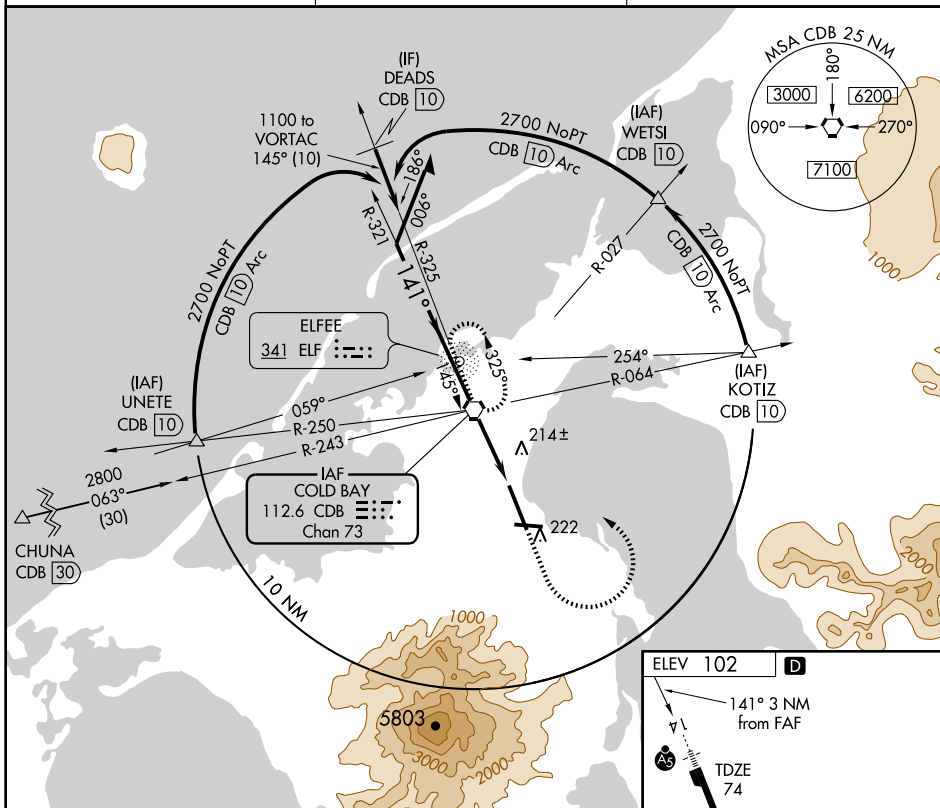 MSA CDB 25 NM
180°
3000
6200
090°
270°
7100
(IF)
DEADS
CDB 10
1100 to
VORTAC
145° (10)
2700 NoPT
CDB 10 Arc
(IAF)
WETSI
CDB 10
186°
006°
R-321
R-325
2700 NoPT
CDB 10 Arc
R-027
2700 NoPT
CDB 10 Arc
141°
1000
ELFEE
341 ELF
325°
145°
254°
R-064
(IAF)
KOTIZ
CDB 10
(IAF)
UNETE
CDB 10
059°
R-250
R-243
214±
2800
063°
(30)
IAF
COLD BAY
112.6 CDB
Chan 73
CHUNA
CDB 30
222
10 NM
2000
1000
5803
3000
2000
ELEV 102
D
141° 3 NM
from FAF
A5
TDZE
74